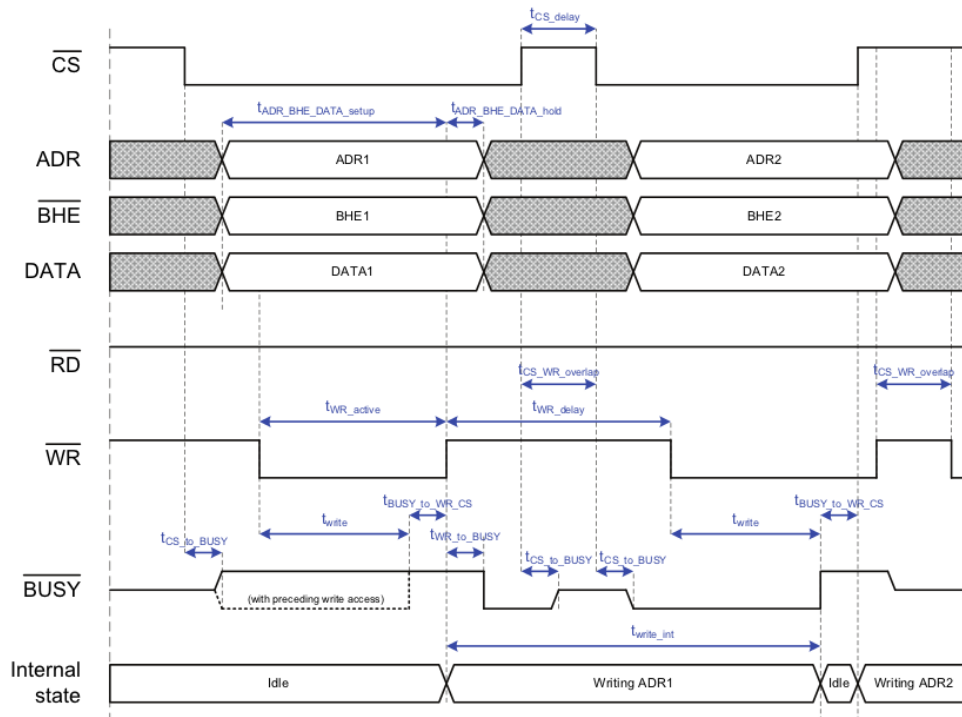 tCS_delay
CS
tADR_BHE_DATA_setup tADR_BHE_DATA_hold
ADR ADR1 ADR2
BHE BHE1 BHE2
DATA DATA1 DATA2
RD
tCS_WR_overlap tCS_WR_overlap
tWR_active tWR_delay
WR
tBUSY_to_WR_CS tBUSY_to_WR_CS
twrite twrite
tCS_to_BUSY tWR_to_BUSY
tCS_to_BUSY tCS_to_BUSY
BUSY (with preceding write access)
twrite_int
Internal state Idle Writing ADR1 Idle Writing ADR2